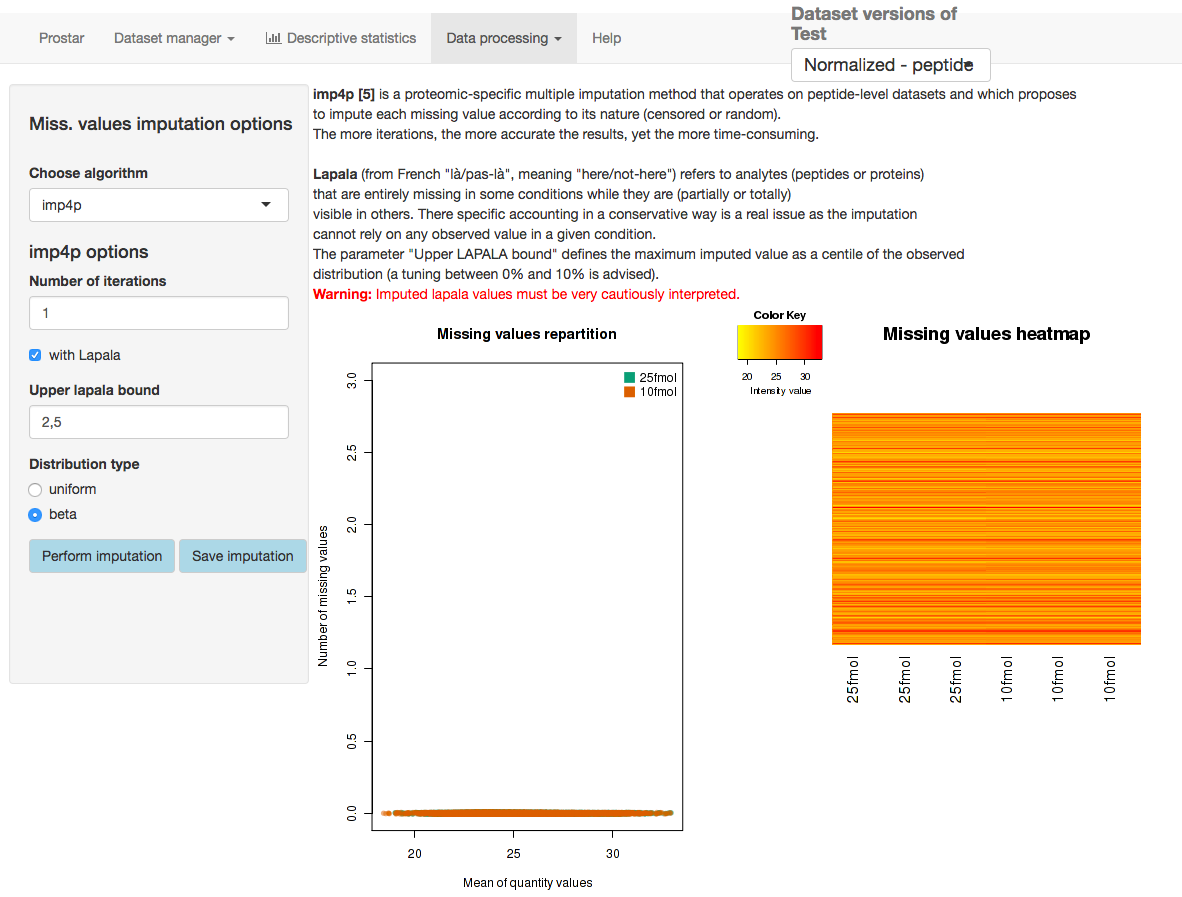 Dataset versions of
Test
Prostar Dataset manager Descriptive statistics Data processing Help
Normalized - peptide
Miss. values imputation options
Choose algorithm
imp4p
imp4p options
Number of iterations
1
with Lapala
Upper lapala bound
2,5
Distribution type
uniform
beta
Perform imputation Save imputation
imp4p [5] is a proteomic-specific multiple imputation method that operates on peptide-level datasets and which proposes
to impute each missing value according to its nature (censored or random).
The more iterations, the more accurate the results, yet the more time-consuming.
Lapala (from French "là/pas-là", meaning "here/not-here") refers to analytes (peptides or proteins)
that are entirely missing in some conditions while they are (partially or totally)
visible in others. There specific accounting in a conservative way is a real issue as the imputation
cannot rely on any observed value in a given condition.
The parameter "Upper LAPALA bound" defines the maximum imputed value as a centile of the observed
distribution (a tuning between 0% and 10% is advised).
Warning: Imputed lapala values must be very cautiously interpreted.
Missing values repartition
25fmol
10fmol
3.0
2.5
2.0
1.5
1.0
0.5
0.0
Number of missing values
20 25 30
Mean of quantity values
Color Key
20 25 30
Intensity value
Missing values heatmap
25fmol 25fmol 25fmol 10fmol 10fmol 10fmol